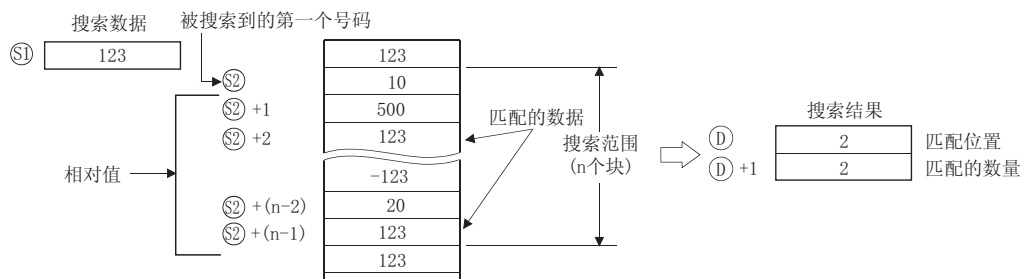 搜索数据
被搜索到的第一个号码
S1 123
123
S2 10
S2 +1 500
S2 +2 123
匹配的数据
搜索范围
(n个块)
相对值
-123
S2 +(n-2) 20
S2 +(n-1) 123
123
搜索结果
D 2 匹配位置
D +1 2 匹配的数量